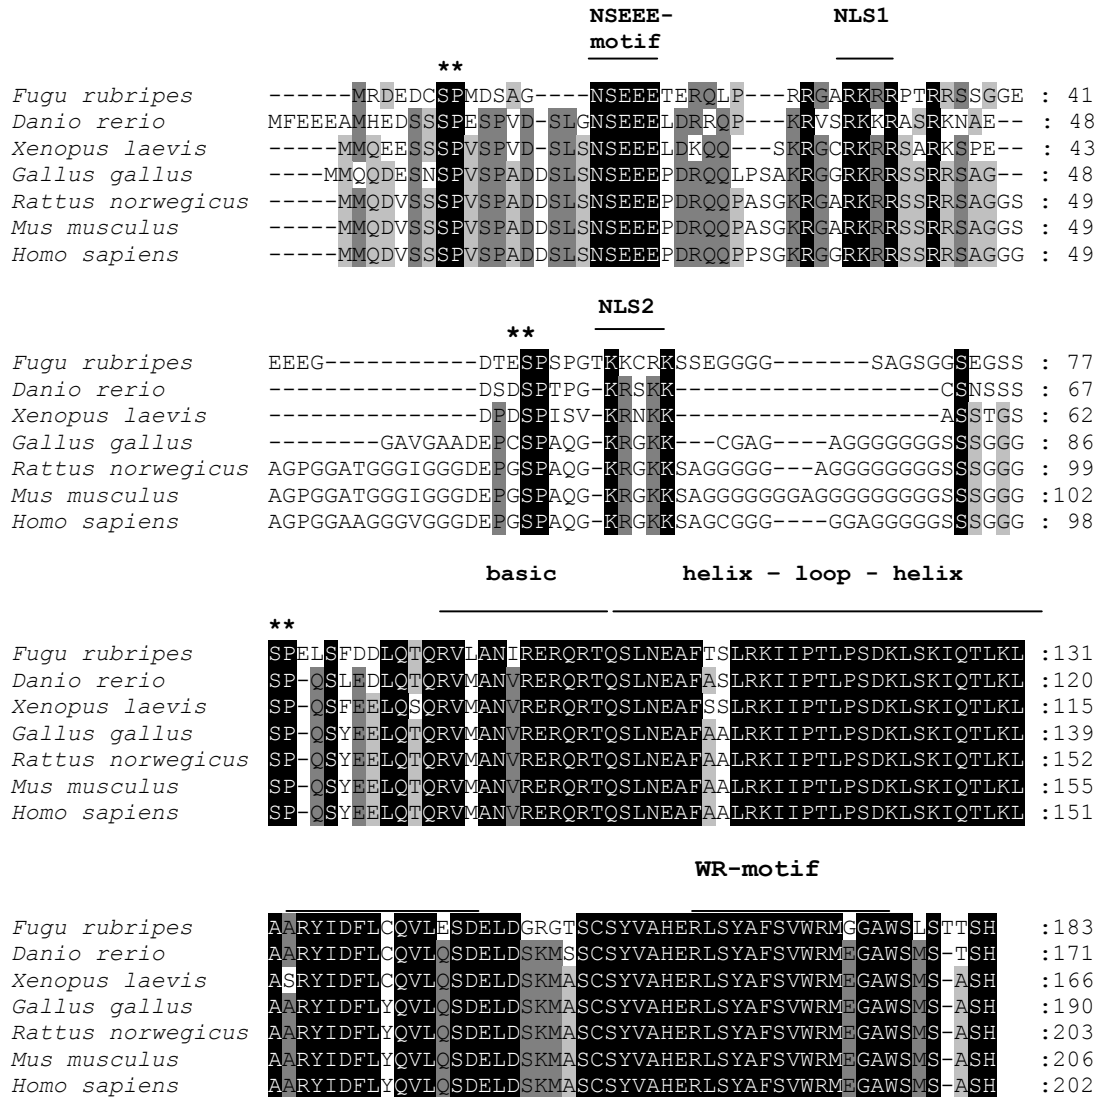 NSEEE- NLS1
motif
**
Fugu rubripes ------MRDEDCSPMDSAG----NSEEETERQLP---RRGARKRRPTRRSSGGE : 41
Danio rerio MFEEEAMHEDSSSPESPVD-SLGNSEEELDRRQP---KRVSRKKRASRKNAE-- : 48
Xenopus laevis -----MMQEESSSPVSPVD-SLSNSEEELDKQQ---SKRGCRKRRSARKSPE-- : 43
Gallus gallus ----MMQQDESNSPVSPADDSLSNSEEEPDRQQLPSAKRGGRKRRSSRRSAG-- : 48
Rattus norwegicus -----MMQDVSSSPVSPADDSLSNSEEEPDRQQPASGKRGARKRRSSRRSAGGS : 49
Mus musculus -----MMQDVSSSPVSPADDSLSNSEEEPDRQQPASGKRGARKRRSSRRSAGGS : 49
Homo sapiens -----MMQDVSSSPVSPADDSLSNSEEEPDRQQPPSGKRGGRKRRSSRRSAGGG : 49
NLS2
**
Fugu rubripes EEEG-----------DTESPSPGTKKCRKSSEGGGG-------SAGSGGSEGSS : 77
Danio rerio ---------------DSDSPTPG-KRSKK-------------------CSNSSS : 67
Xenopus laevis ---------------DPDSPISV-KRNKK-------------------ASSTGS : 62
Gallus gallus --------GAVGAADEPCSPAQG-KRGKK---CGAG----AGGGGGGGSSSGGG : 86
Rattus norwegicus AGPGGATGGGIGGGDEPGSPAQG-KRGKKSAGGGGG---AGGGGGGGGSSSGGG : 99
Mus musculus AGPGGATGGGIGGGDEPGSPAQG-KRGKKSAGGGGGGGAGGGGGGGGGSSSGGG :102
Homo sapiens AGPGGAAGGGVGGGDEPGSPAQG-KRGKKSAGCGGG----GGAGGGGGSSSGGG : 98
basic helix – loop - helix
**
Fugu rubripes SPELSFDDLQTQRVLANIRERQRTQSLNEAFTSLRKIIPTLPSDKLSKIQTLKL :131
Danio rerio SP-QSLEDLQTQRVMANVRERQRTQSLNEAFASLRKIIPTLPSDKLSKIQTLKL :120
Xenopus laevis SP-QSFEELQSQRVMANVRERQRTQSLNEAFSSLRKIIPTLPSDKLSKIQTLKL :115
Gallus gallus SP-QSYEELQTQRVMANVRERQRTQSLNEAFAALRKIIPTLPSDKLSKIQTLKL :139
Rattus norwegicus SP-QSYEELQTQRVMANVRERQRTQSLNEAFAALRKIIPTLPSDKLSKIQTLKL :152
Mus musculus SP-QSYEELQTQRVMANVRERQRTQSLNEAFAALRKIIPTLPSDKLSKIQTLKL :155
Homo sapiens SP-QSYEELQTQRVMANVRERQRTQSLNEAFAALRKIIPTLPSDKLSKIQTLKL :151
WR-motif
Fugu rubripes AARYIDFLCQVLESDELDGRGTSCSYVAHERLSYAFSVWRMGGAWSLSTTSH :183
Danio rerio AARYIDFLCQVLQSDELDSKMSSCSYVAHERLSYAFSVWRMEGAWSMS-TSH :171
Xenopus laevis ASRYIDFLCQVLQSDELDSKMASCSYVAHERLSYAFSVWRMEGAWSMS-ASH :166
Gallus gallus AARYIDFLYQVLQSDELDSKMASCSYVAHERLSYAFSVWRMEGAWSMS-ASH :190
Rattus norwegicus AARYIDFLYQVLQSDELDSKMASCSYVAHERLSYAFSVWRMEGAWSMS-ASH :203
Mus musculus AARYIDFLYQVLQSDELDSKMASCSYVAHERLSYAFSVWRMEGAWSMS-ASH :206
Homo sapiens AARYIDFLYQVLQSDELDSKMASCSYVAHERLSYAFSVWRMEGAWSMS-ASH :202